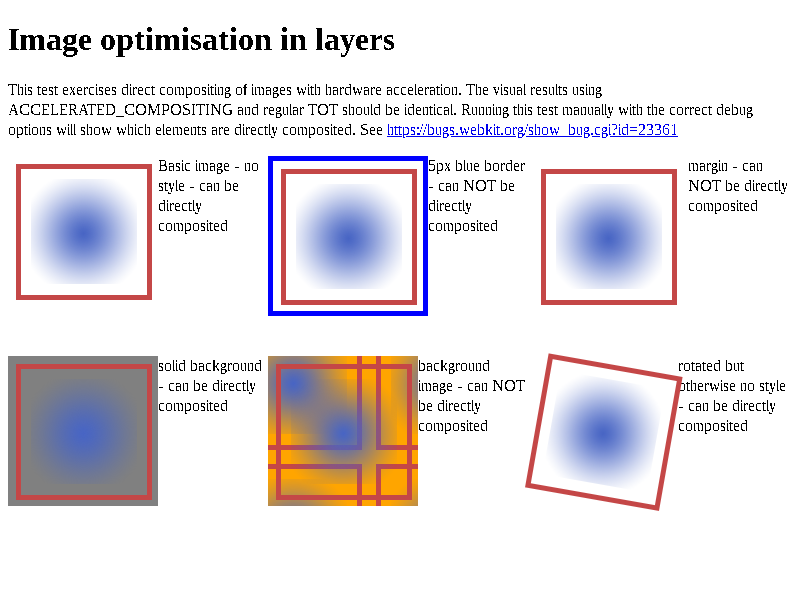 Image optimisation in layers
This test exercises direct compositing of images with hardware acceleration. The visual results using
ACCELERATED_COMPOSITING and regular TOT should be identical. Running this test manually with the correct debug
options will show which elements are directly composited. See https://bugs.webkit.org/show_bug.cgi?id=23361
Basic image - no
style - can be
directly
composited
5px blue border
- can NOT be
directly
composited
margin - can
NOT be directly
composited
solid background
- can be directly
composited
background
image - can NOT
be directly
composited
rotated but
otherwise no style
- can be directly
composited